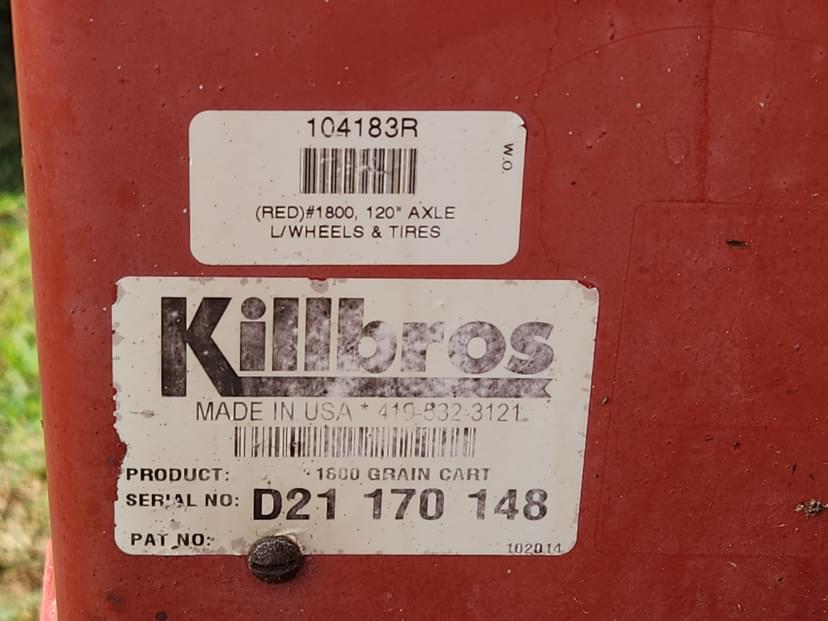 104183R
W.O.
(RED)#1800, 120" AXLE
L/WHEELS & TIRES
Killbros
MADE IN USA * 419-532-3121
PRODUCT: 1800 GRAIN CART
SERIAL NO: D21 170 148
PAT NO:
102014